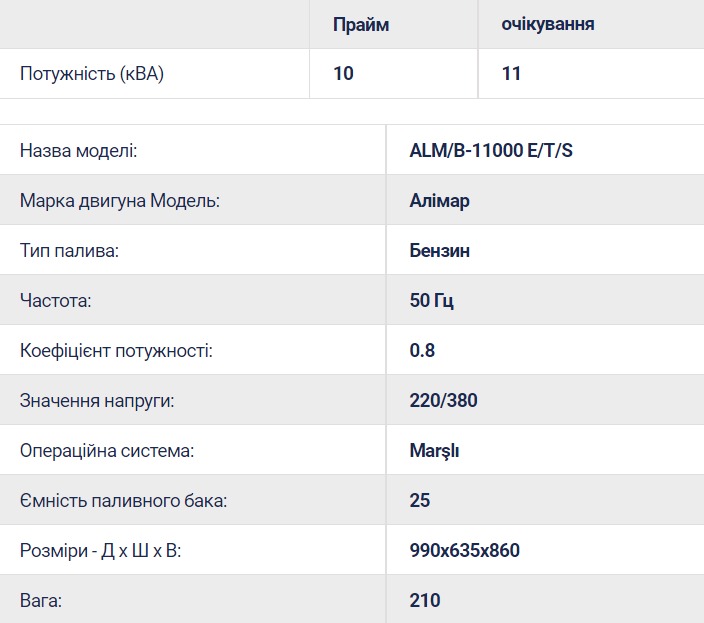 Прайм очікування
Потужність (кВА) 10 11
Назва моделі: ALM/B-11000 E/T/S
Марка двигуна Модель: Алімар
Тип палива: Бензин
Частота: 50 Гц
Коефіцієнт потужності: 0.8
Значення напруги: 220/380
Операційна система: Marşlı
Ємність паливного бака: 25
Розміри - Д x Ш x В: 990x635x860
Вага: 210